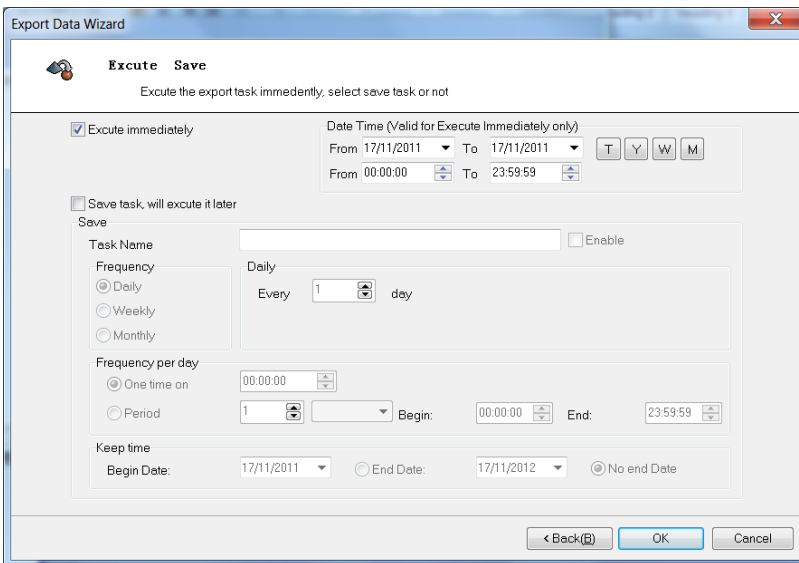 Export Data Wizard
Excute Save
Excute the export task immedently, select save task or not
Excute immediately
Date Time (Valid for Execute Immediately only)
From 17/11/2011 To 17/11/2011 T Y W M
From 00:00:00 To 23:59:59
Save task, will excute it later
Save
Task Name Enable
Frequency Daily
Daily
Every 1 day
Weekly
Monthly
Frequency per day
One time on 00:00:00
Period 1 Begin: 00:00:00 End: 23:59:59
Keep time
Begin Date: 17/11/2011 End Date: 17/11/2012 No end Date
< Back(B) OK Cancel